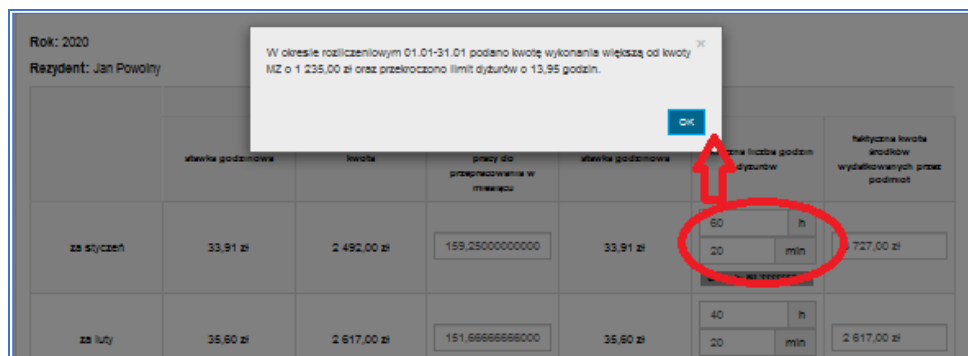 Rok: 2020
Rezydent: Jan Powolny
W okresie rozliczeniowym 01.01-31.01 podano kwotę wykonania większą od kwoty
MZ o 1 235,00 zł oraz przekroczono limit dyżurów o 13,95 godzin.
×
OK
stawka godzinowa
kwota
pracy do
przepracowania w
miesiącu
stawka godzinowa
liczba godzin
dyżurów
faktyczna kwota
środków
wydatkowanych przez
podmiot
za styczeń
33,91 zł
2 492,00 zł
159,25000000000
33,91 zł
60 h
20 min
727,00 zł
za luty
35,60 zł
2 617,00 zł
151,66666666000
35,60 zł
40 h
20 min
2 617,00 zł